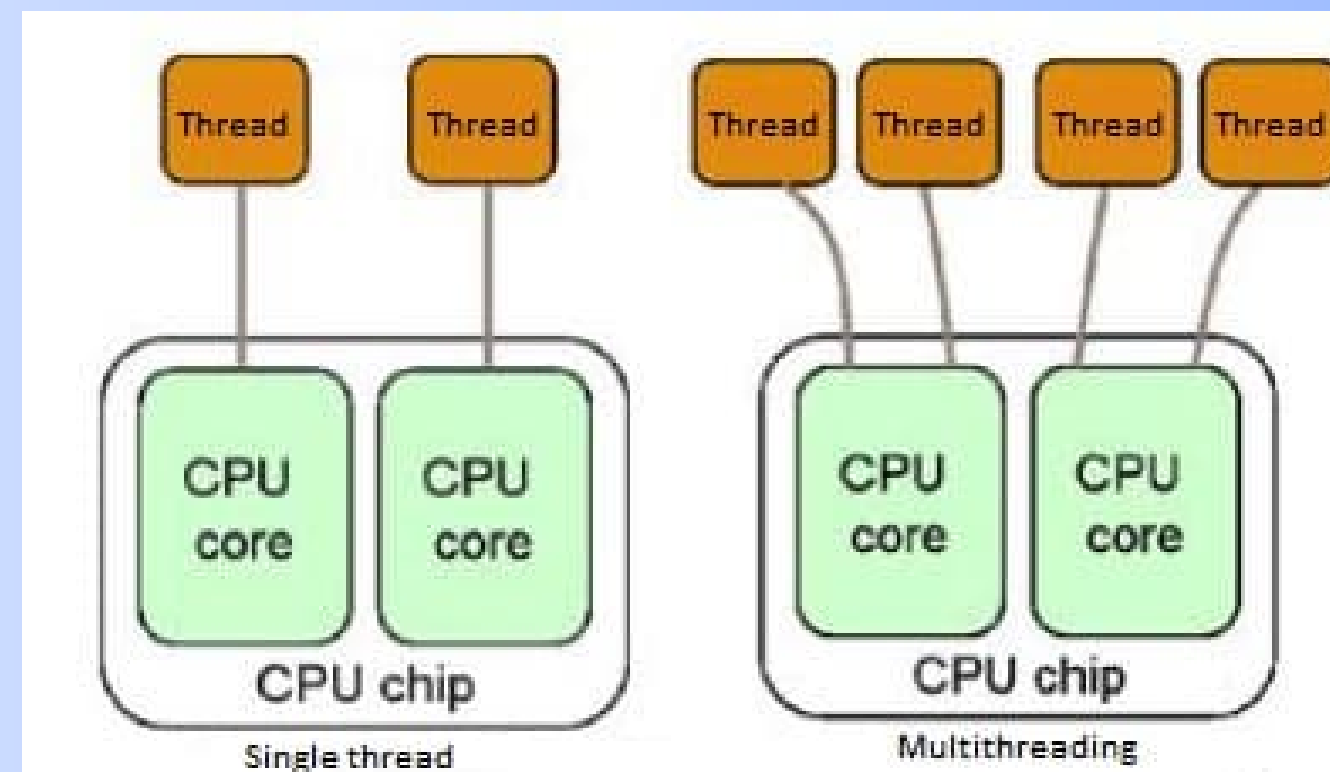 Thread Thread
CPU core
CPU core
CPU chip
Single thread
Thread Thread Thread Thread
CPU core
CPU core
CPU chip
Multithreading